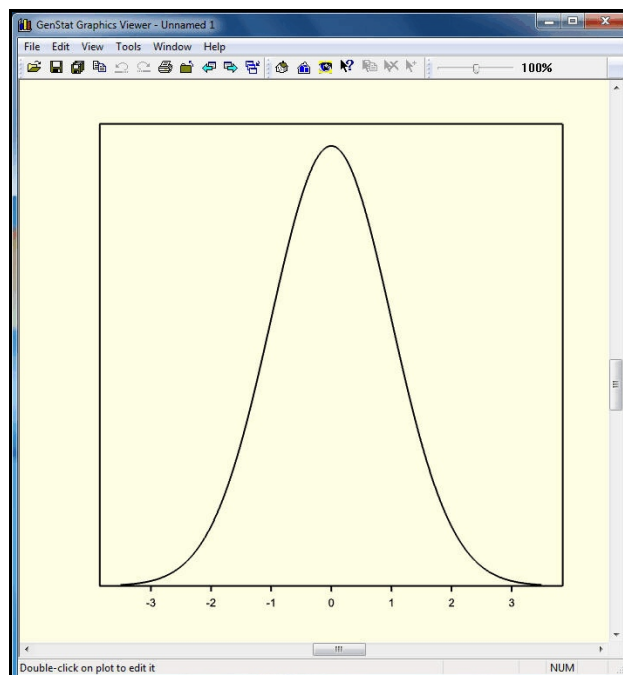 GenStat Graphics Viewer - Unnamed 1
File Edit View Tools Window Help
100%
-3 -2 -1 0 1 2 3
Double-click on plot to edit it NUM